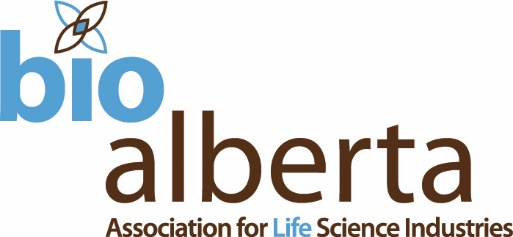 bio
alberta
Association for Life Science Industries